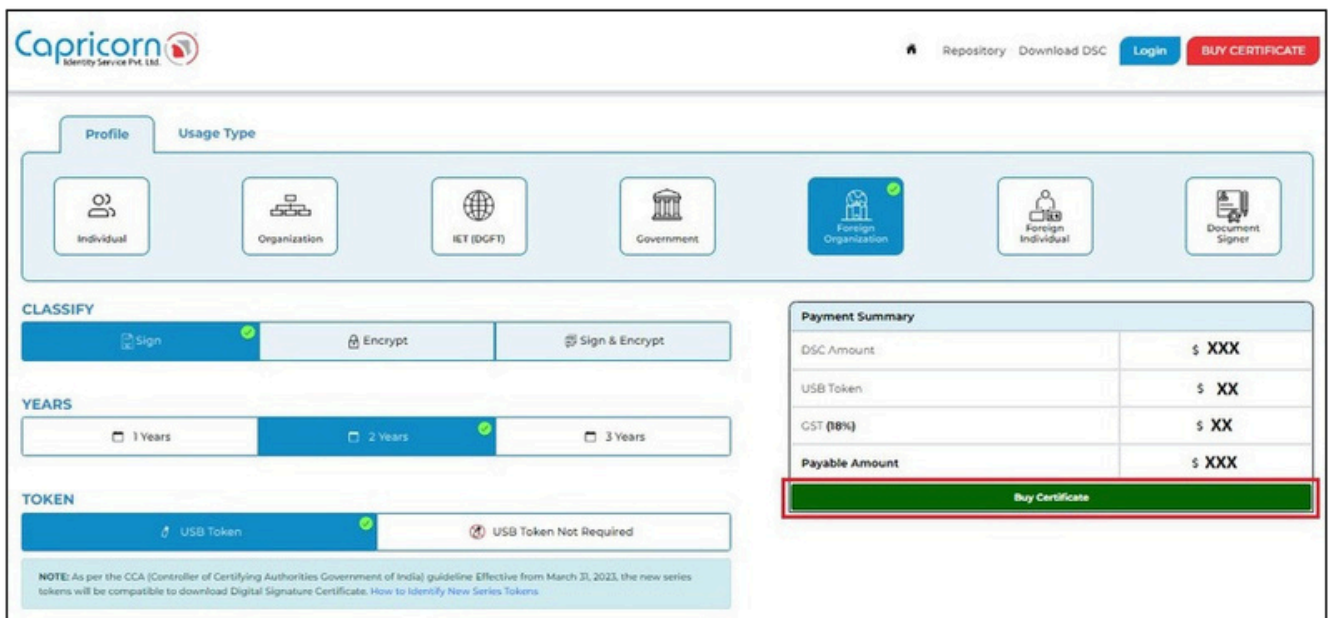 Capricorn
Identity Service Pvt. Ltd.
Repository Download DSC Login BUY CERTIFICATE
Profile Usage Type
Individual
Organization
IET (DGFT)
Government
Foreign
Organization
Foreign
Individual
Document
Signer
CLASSIFY
Sign Encrypt Sign & Encrypt
YEARS
1 Years 2 Years 3 Years
TOKEN
USB Token USB Token Not Required
NOTE: As per the CCA (Controller of Certifying Authorities Government of India) guideline Effective from March 31, 2023, the new series
tokens will be compatible to download Digital Signature Certificate. How to Identify New Series Tokens
Payment Summary
DSC Amount $ XXX
USB Token $ XX
GST (18%) $ XX
Payable Amount $ XXX
Buy Certificate